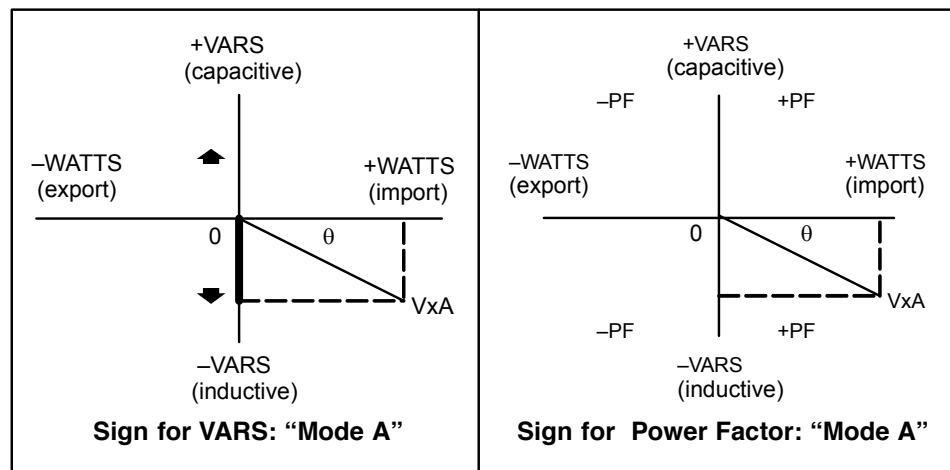 +VARS
(capacitive)
–WATTS
(export)
+WATTS
(import)
0
θ
VxA
–VARS
(inductive)
Sign for VARS: “Mode A”
+VARS
(capacitive)
–PF
+PF
–WATTS
(export)
+WATTS
(import)
0
θ
VxA
–PF
+PF
–VARS
(inductive)
Sign for Power Factor: “Mode A”